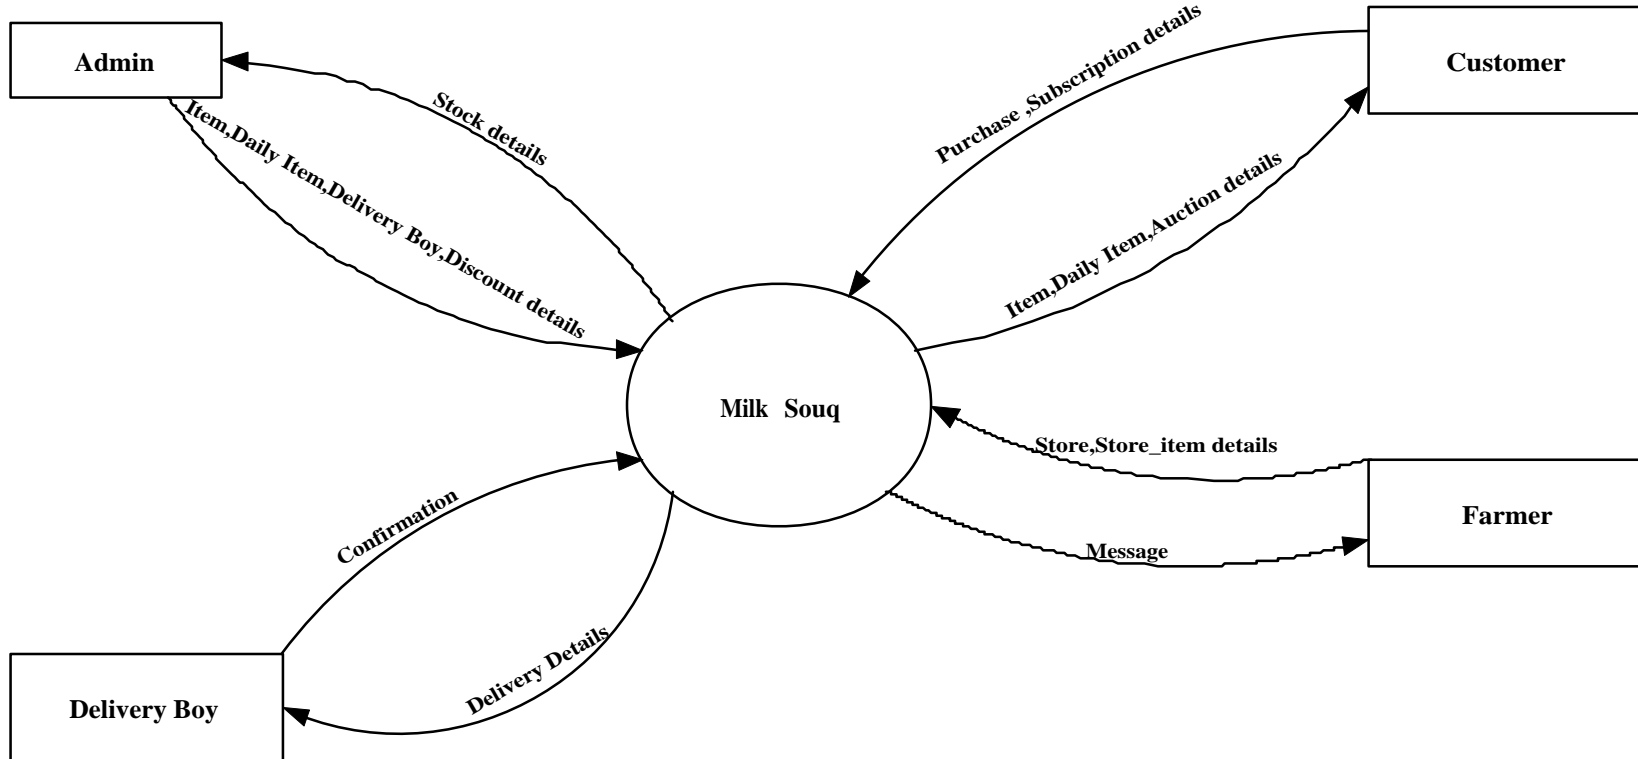 Admin
Customer
Purchase ,Subscription details
Stock details
Item,Daily Item,Delivery Boy,Discount details
Item,Daily Item,Auction details
Milk Souq
Store,Store_item details
Farmer
Message
Confirmation
Delivery Details
Delivery Boy